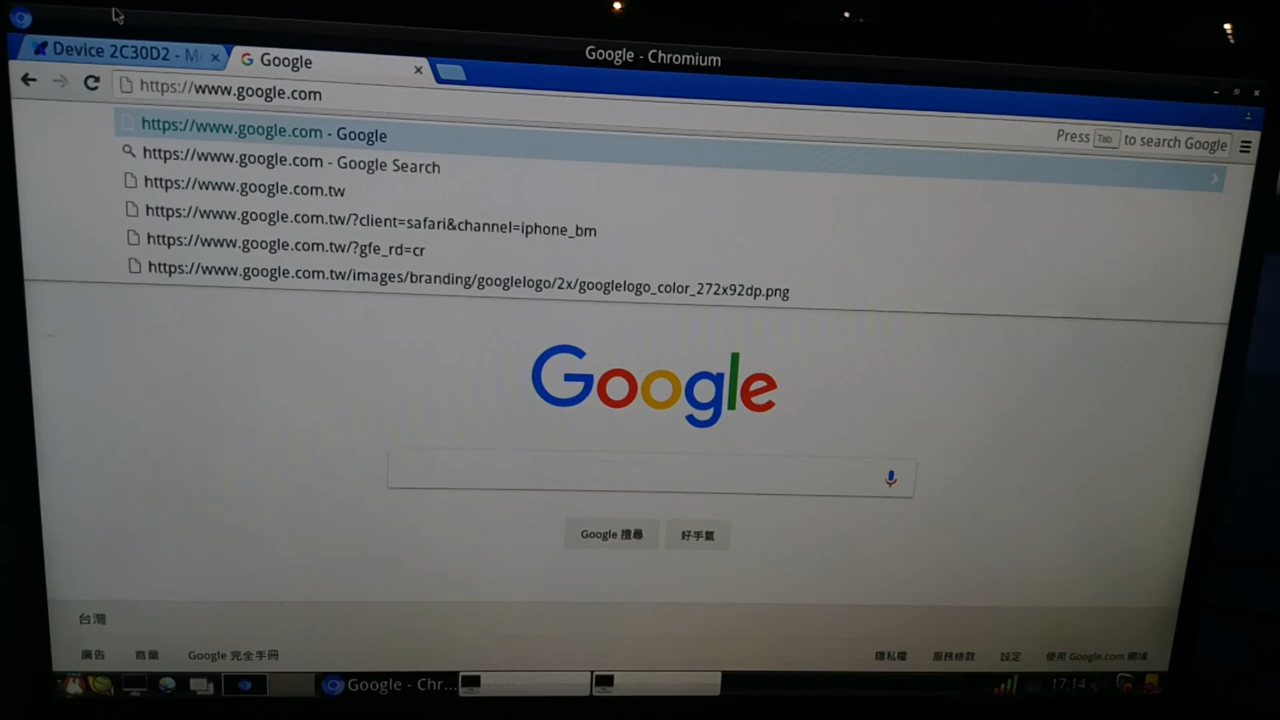 Google - Chromium
Device 2C30D2 - M
Google
https://www.google.com
Press Tab to search Google
https://www.google.com - Google
https://www.google.com - Google Search
https://www.google.com.tw
https://www.google.com.tw/?client=safari&channel=iphone_bm
https://www.google.com.tw/?gfe_rd=cr
https://www.google.com.tw/images/branding/googlelogo/2x/googlelogo_color_272x92dp.png
Google
Google 搜尋
好手氣
台灣
廣告 商業 Google 完全手冊 隱私權 服務條款 設定 使用 Google.com 網域
Google - Chr... 17:14